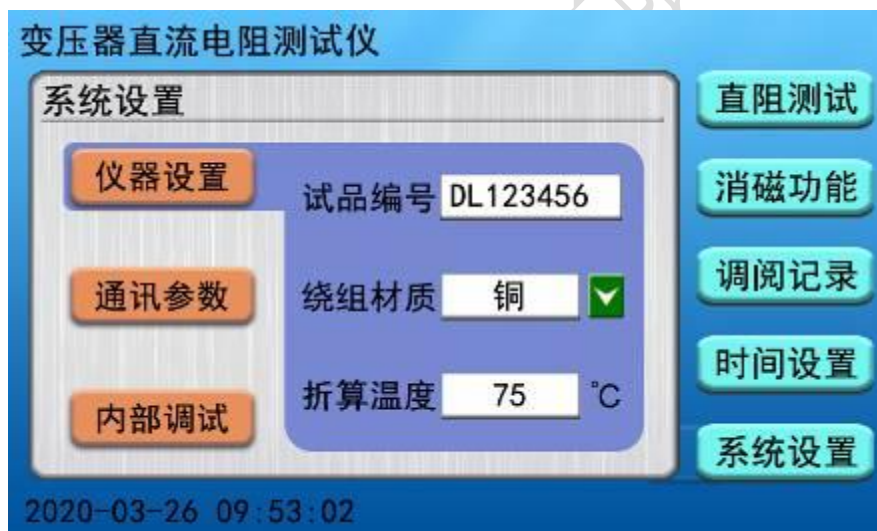 变压器直流电阻测试仪
系统设置
仪器设置
试品编号 DL123456
通讯参数
绕组材质 铜
内部调试
折算温度 75 ℃
直阻测试
消磁功能
调阅记录
时间设置
系统设置
2020-03-26 09:53:02